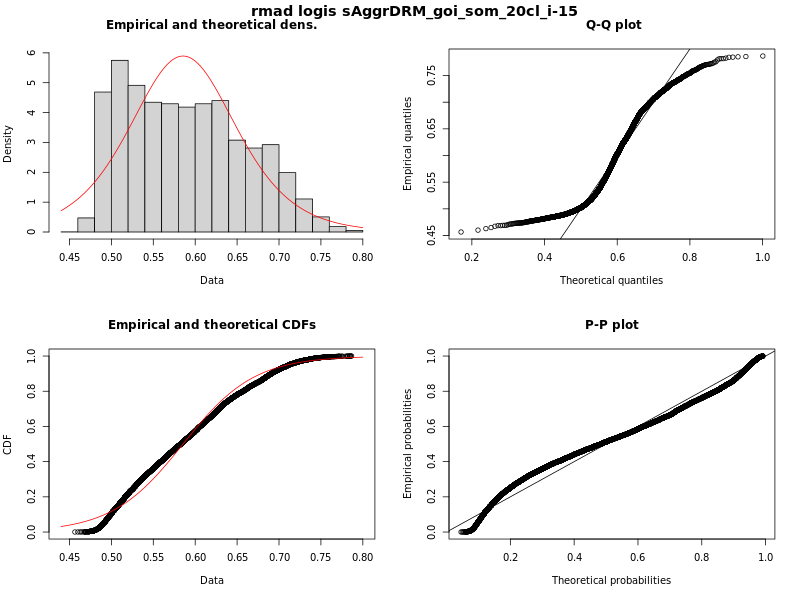 rmad logis sAggrDRM_goi_som_20cl_i-15
Empirical and theoretical dens.
Density
0 1 2 3 4 5 6
0.45 0.50 0.55 0.60 0.65 0.70 0.75 0.80
Data
Q-Q plot
Empirical quantiles
0.45 0.55 0.65 0.75
0.2 0.4 0.6 0.8 1.0
Theoretical quantiles
Empirical and theoretical CDFs
CDF
0.0 0.2 0.4 0.6 0.8 1.0
0.45 0.50 0.55 0.60 0.65 0.70 0.75 0.80
Data
P-P plot
Empirical probabilities
0.0 0.2 0.4 0.6 0.8 1.0
0.2 0.4 0.6 0.8 1.0
Theoretical probabilities